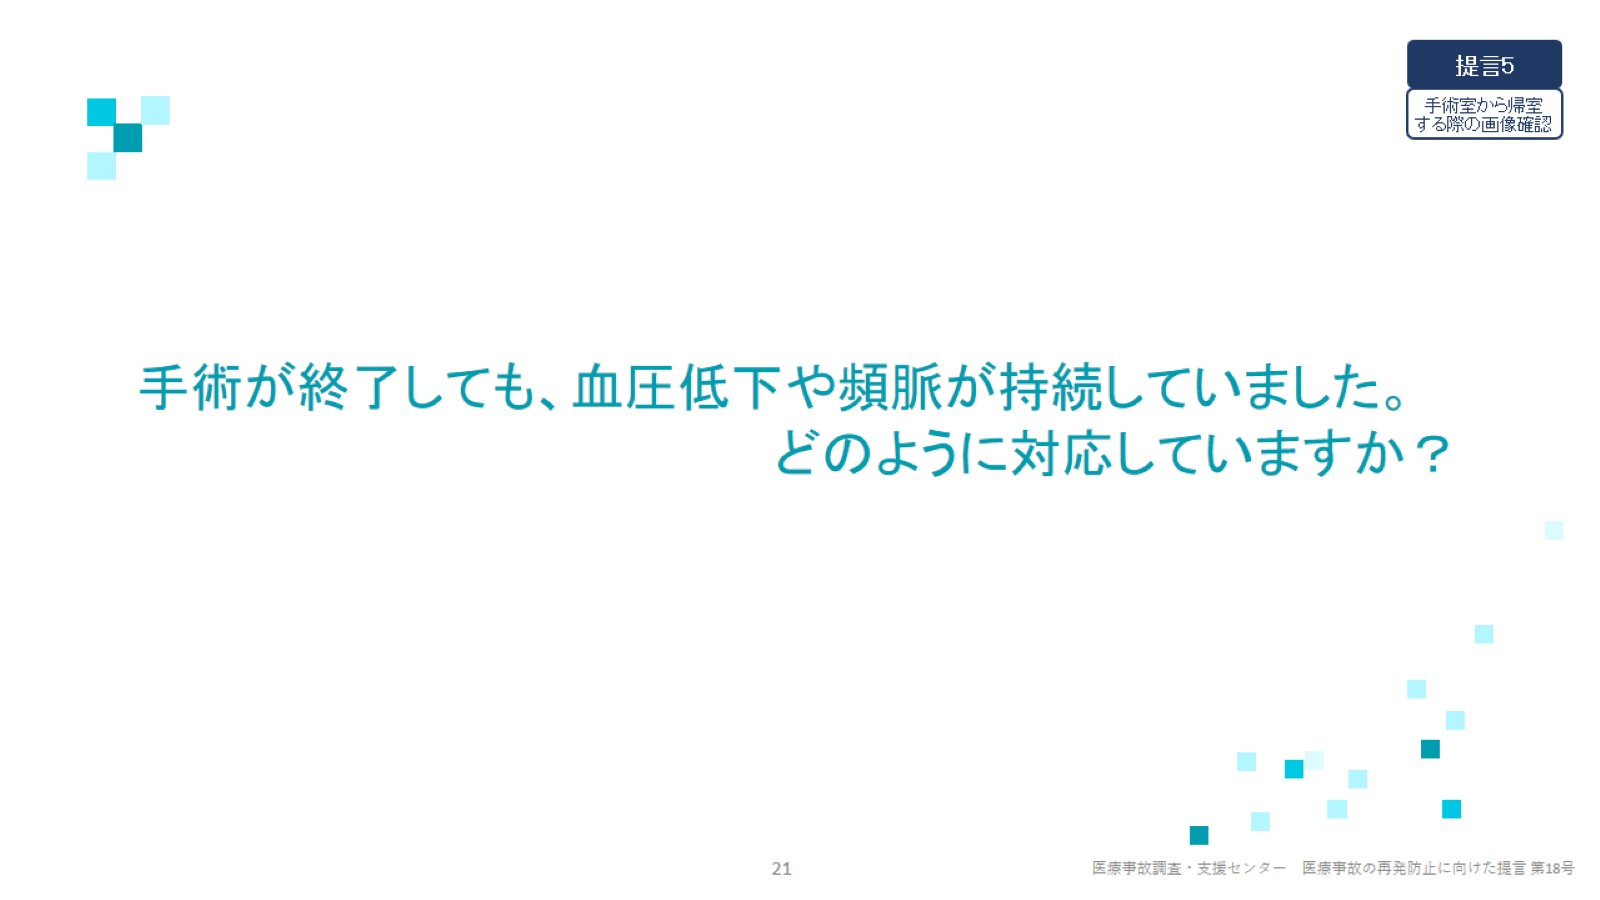 提言5
手術室から帰室
する際の画像確認
手術が終了しても、血圧低下や頻脈が持続していました。
どのように対応していますか？
21
医療事故調査・支援センター　医療事故の再発防止に向けた提言 第18号